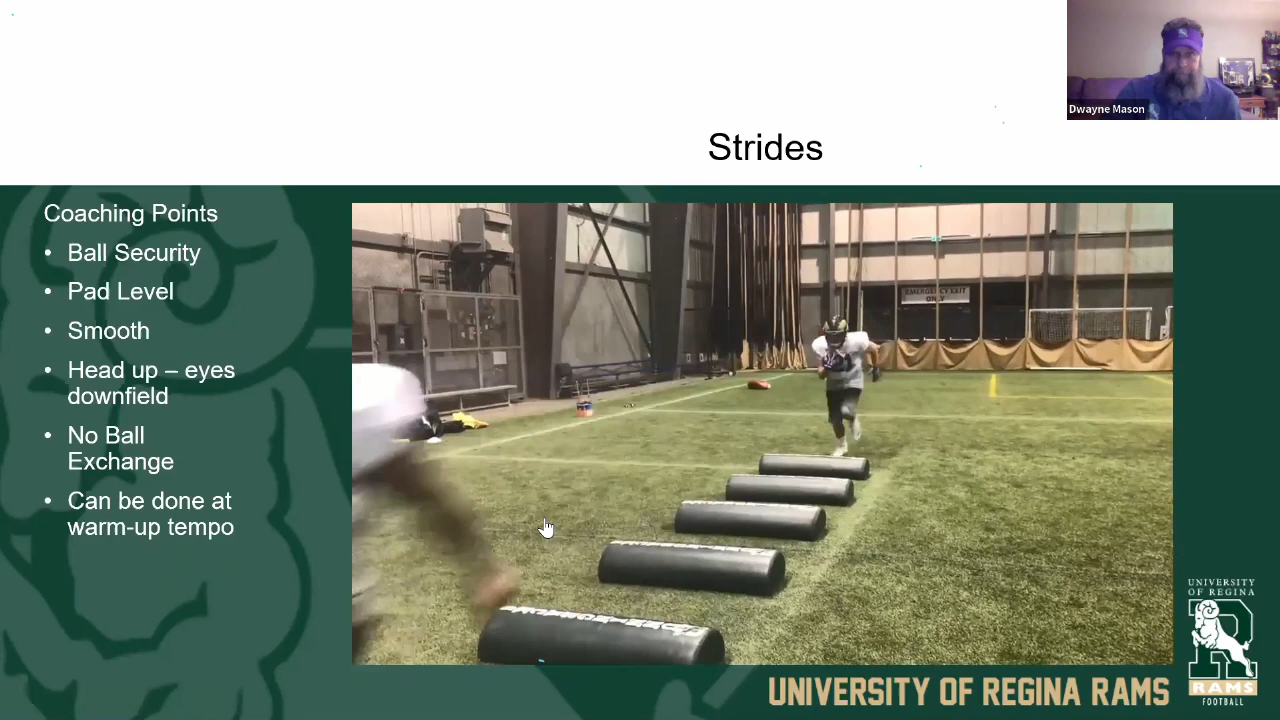 Dwayne Mason
Strides
Coaching Points
• Ball Security
• Pad Level
• Smooth
• Head up – eyes
downfield
• No Ball
Exchange
• Can be done at
warm-up tempo
EMERGENCY EXIT
ONLY
UNIVERSITY
OF REGINA
R
RAMS
FOOTBALL
UNIVERSITY OF REGINA RAMS